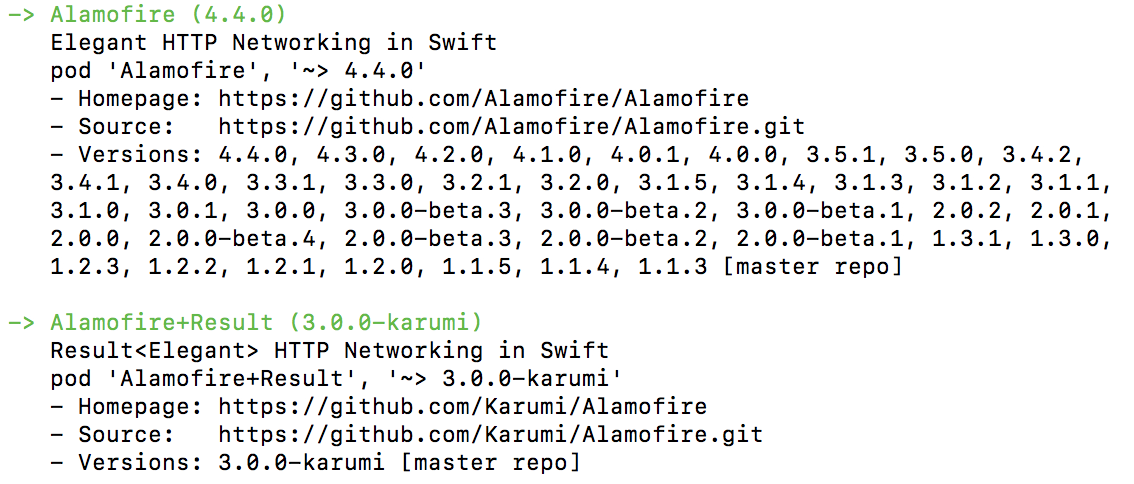 -> Alamofire (4.4.0)
Elegant HTTP Networking in Swift
pod 'Alamofire', '~> 4.4.0'
- Homepage: https://github.com/Alamofire/Alamofire
- Source:   https://github.com/Alamofire/Alamofire.git
- Versions: 4.4.0, 4.3.0, 4.2.0, 4.1.0, 4.0.1, 4.0.0, 3.5.1, 3.5.0, 3.4.2,
3.4.1, 3.4.0, 3.3.1, 3.3.0, 3.2.1, 3.2.0, 3.1.5, 3.1.4, 3.1.3, 3.1.2, 3.1.1,
3.1.0, 3.0.1, 3.0.0, 3.0.0-beta.3, 3.0.0-beta.2, 3.0.0-beta.1, 2.0.2, 2.0.1,
2.0.0, 2.0.0-beta.4, 2.0.0-beta.3, 2.0.0-beta.2, 2.0.0-beta.1, 1.3.1, 1.3.0,
1.2.3, 1.2.2, 1.2.1, 1.2.0, 1.1.5, 1.1.4, 1.1.3 [master repo]
-> Alamofire+Result (3.0.0-karumi)
Result<Elegant> HTTP Networking in Swift
pod 'Alamofire+Result', '~> 3.0.0-karumi'
- Homepage: https://github.com/Karumi/Alamofire
- Source:   https://github.com/Karumi/Alamofire.git
- Versions: 3.0.0-karumi [master repo]